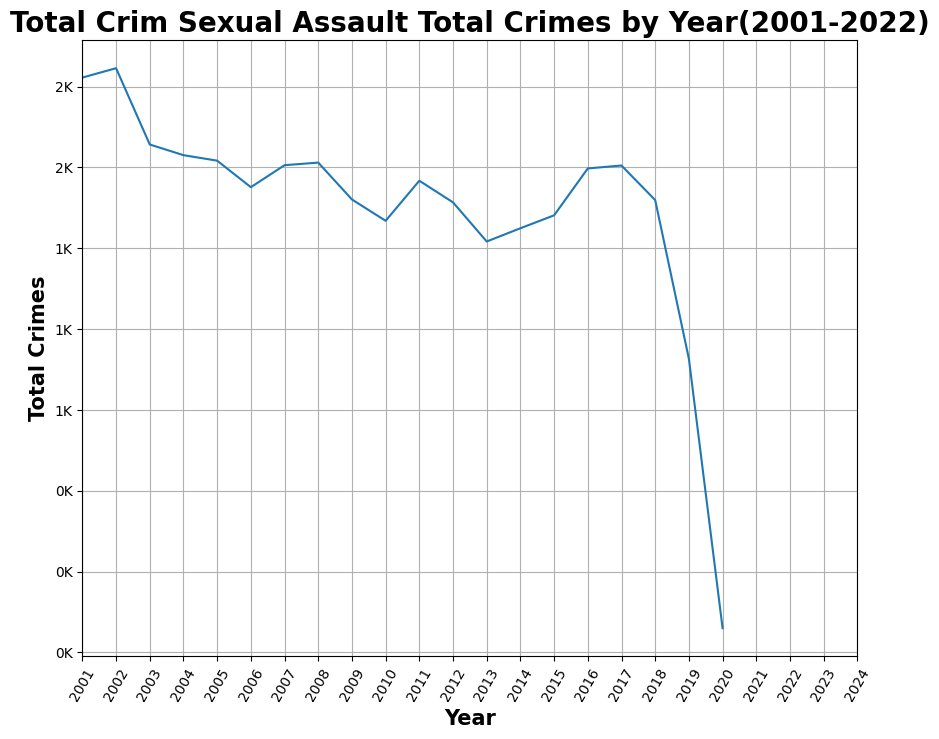 Total Crim Sexual Assault Total Crimes by Year(2001-2022)
2K
2K
1K
1K
1K
0K
0K
0K
Total Crimes
2001
2002
2003
2004
2005
2006
2007
2008
2009
2010
2011
2012
2013
2014
2015
2016
2017
2018
2019
2020
2021
2022
2023
2024
Year